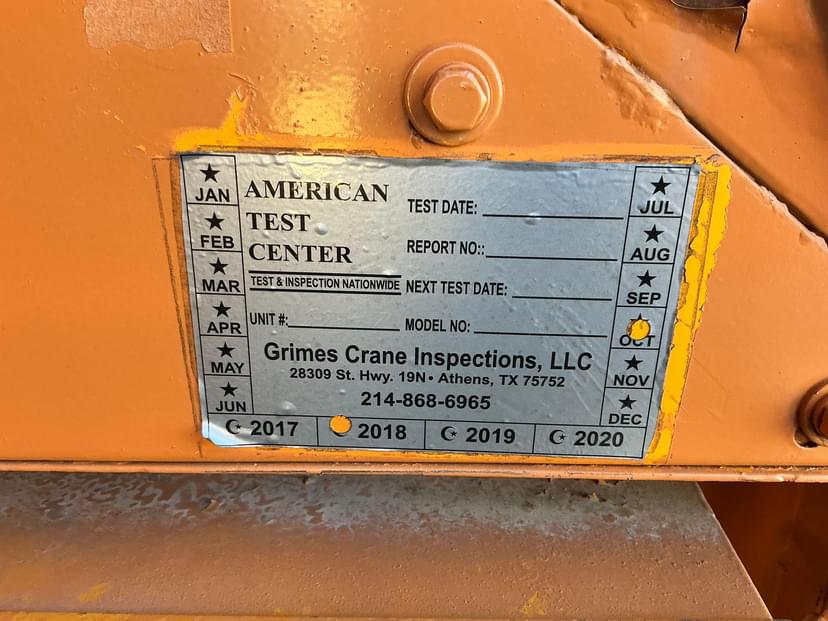 JAN
FEB
MAR
APR
MAY
JUN
AMERICAN
TEST
CENTER
TEST & INSPECTION NATIONWIDE
UNIT #:
TEST DATE:
REPORT NO::
NEXT TEST DATE:
MODEL NO:
Grimes Crane Inspections, LLC
28309 St. Hwy. 19N • Athens, TX 75752
214-868-6965
JUL
AUG
SEP
OCT
NOV
DEC
2017 2018 2019 2020